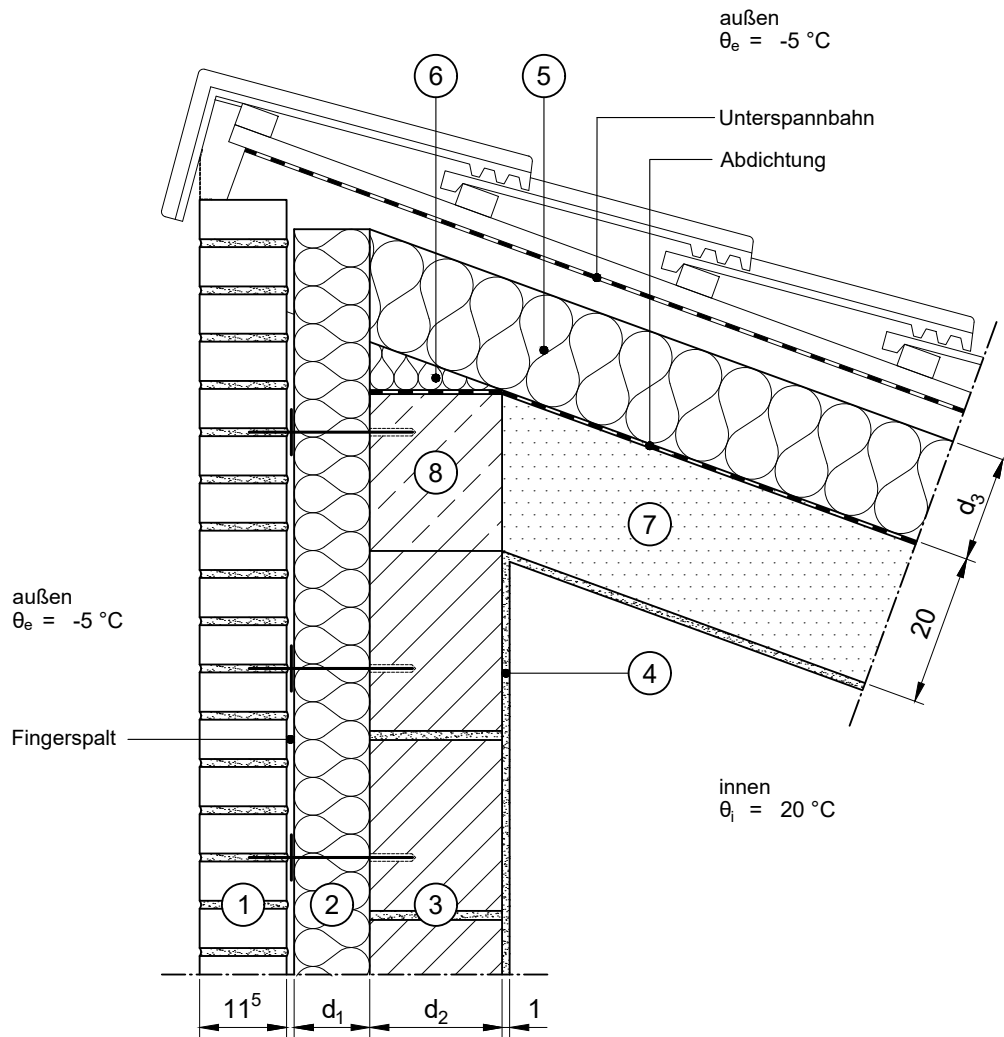 außen
θe = -5 °C
6
5
Unterspannbahn
Abdichtung
8
7
d3
20
außen
θe = -5 °C
4
Fingerspalt
innen
θi = 20 °C
1
2
3
11⁵
d1
d2
1